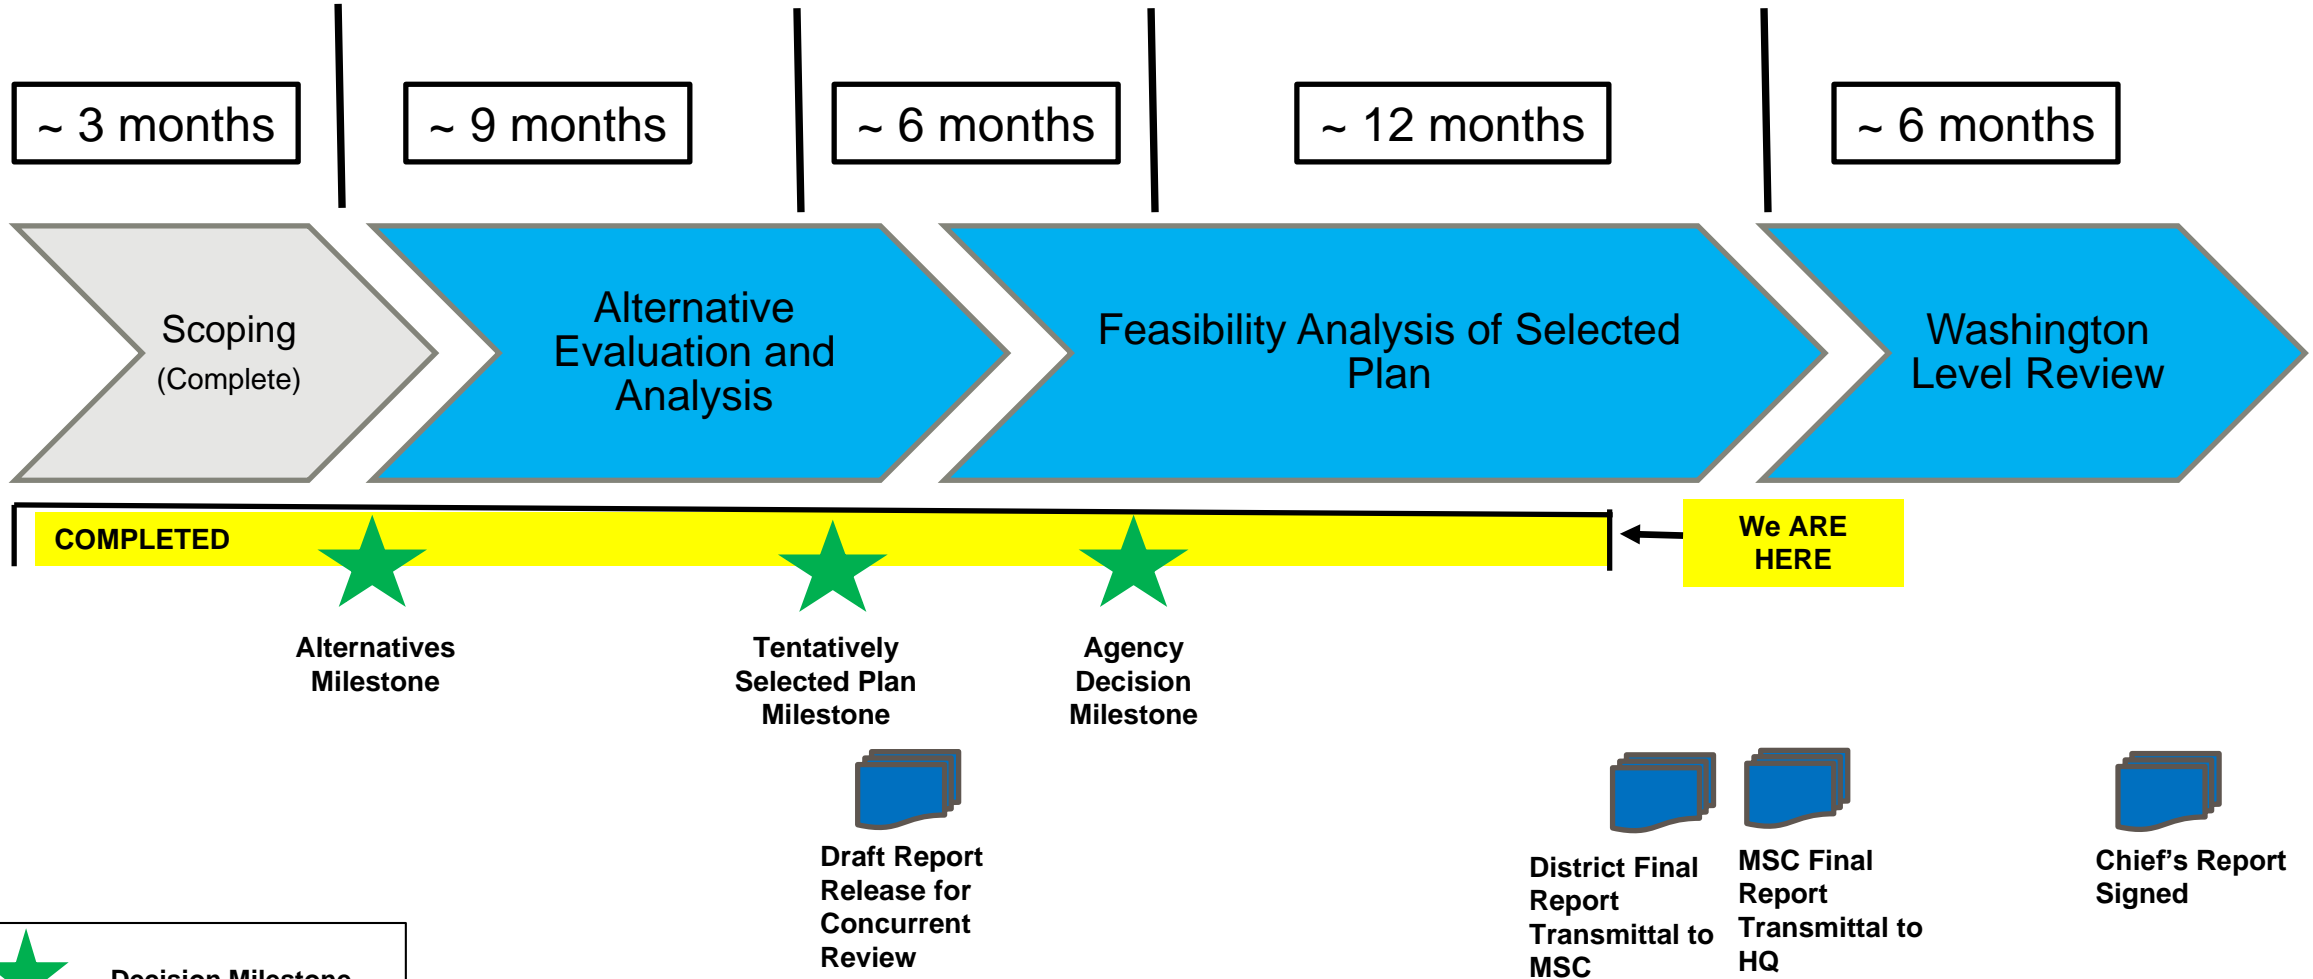 ~ 3 months
~ 9 months
~ 6 months
~ 12 months
~ 6 months
Scoping
(Complete)
Alternative
Evaluation and
Analysis
Feasibility Analysis of Selected
Plan
Washington
Level Review
COMPLETED
We ARE
HERE
Alternatives
Milestone
Tentatively
Selected Plan
Milestone
Agency
Decision
Milestone
Draft Report
Release for
Concurrent
Review
District Final
Report
Transmittal to
MSC
MSC Final
Report
Transmittal to
HQ
Chief’s Report
Signed
Decision Milestone